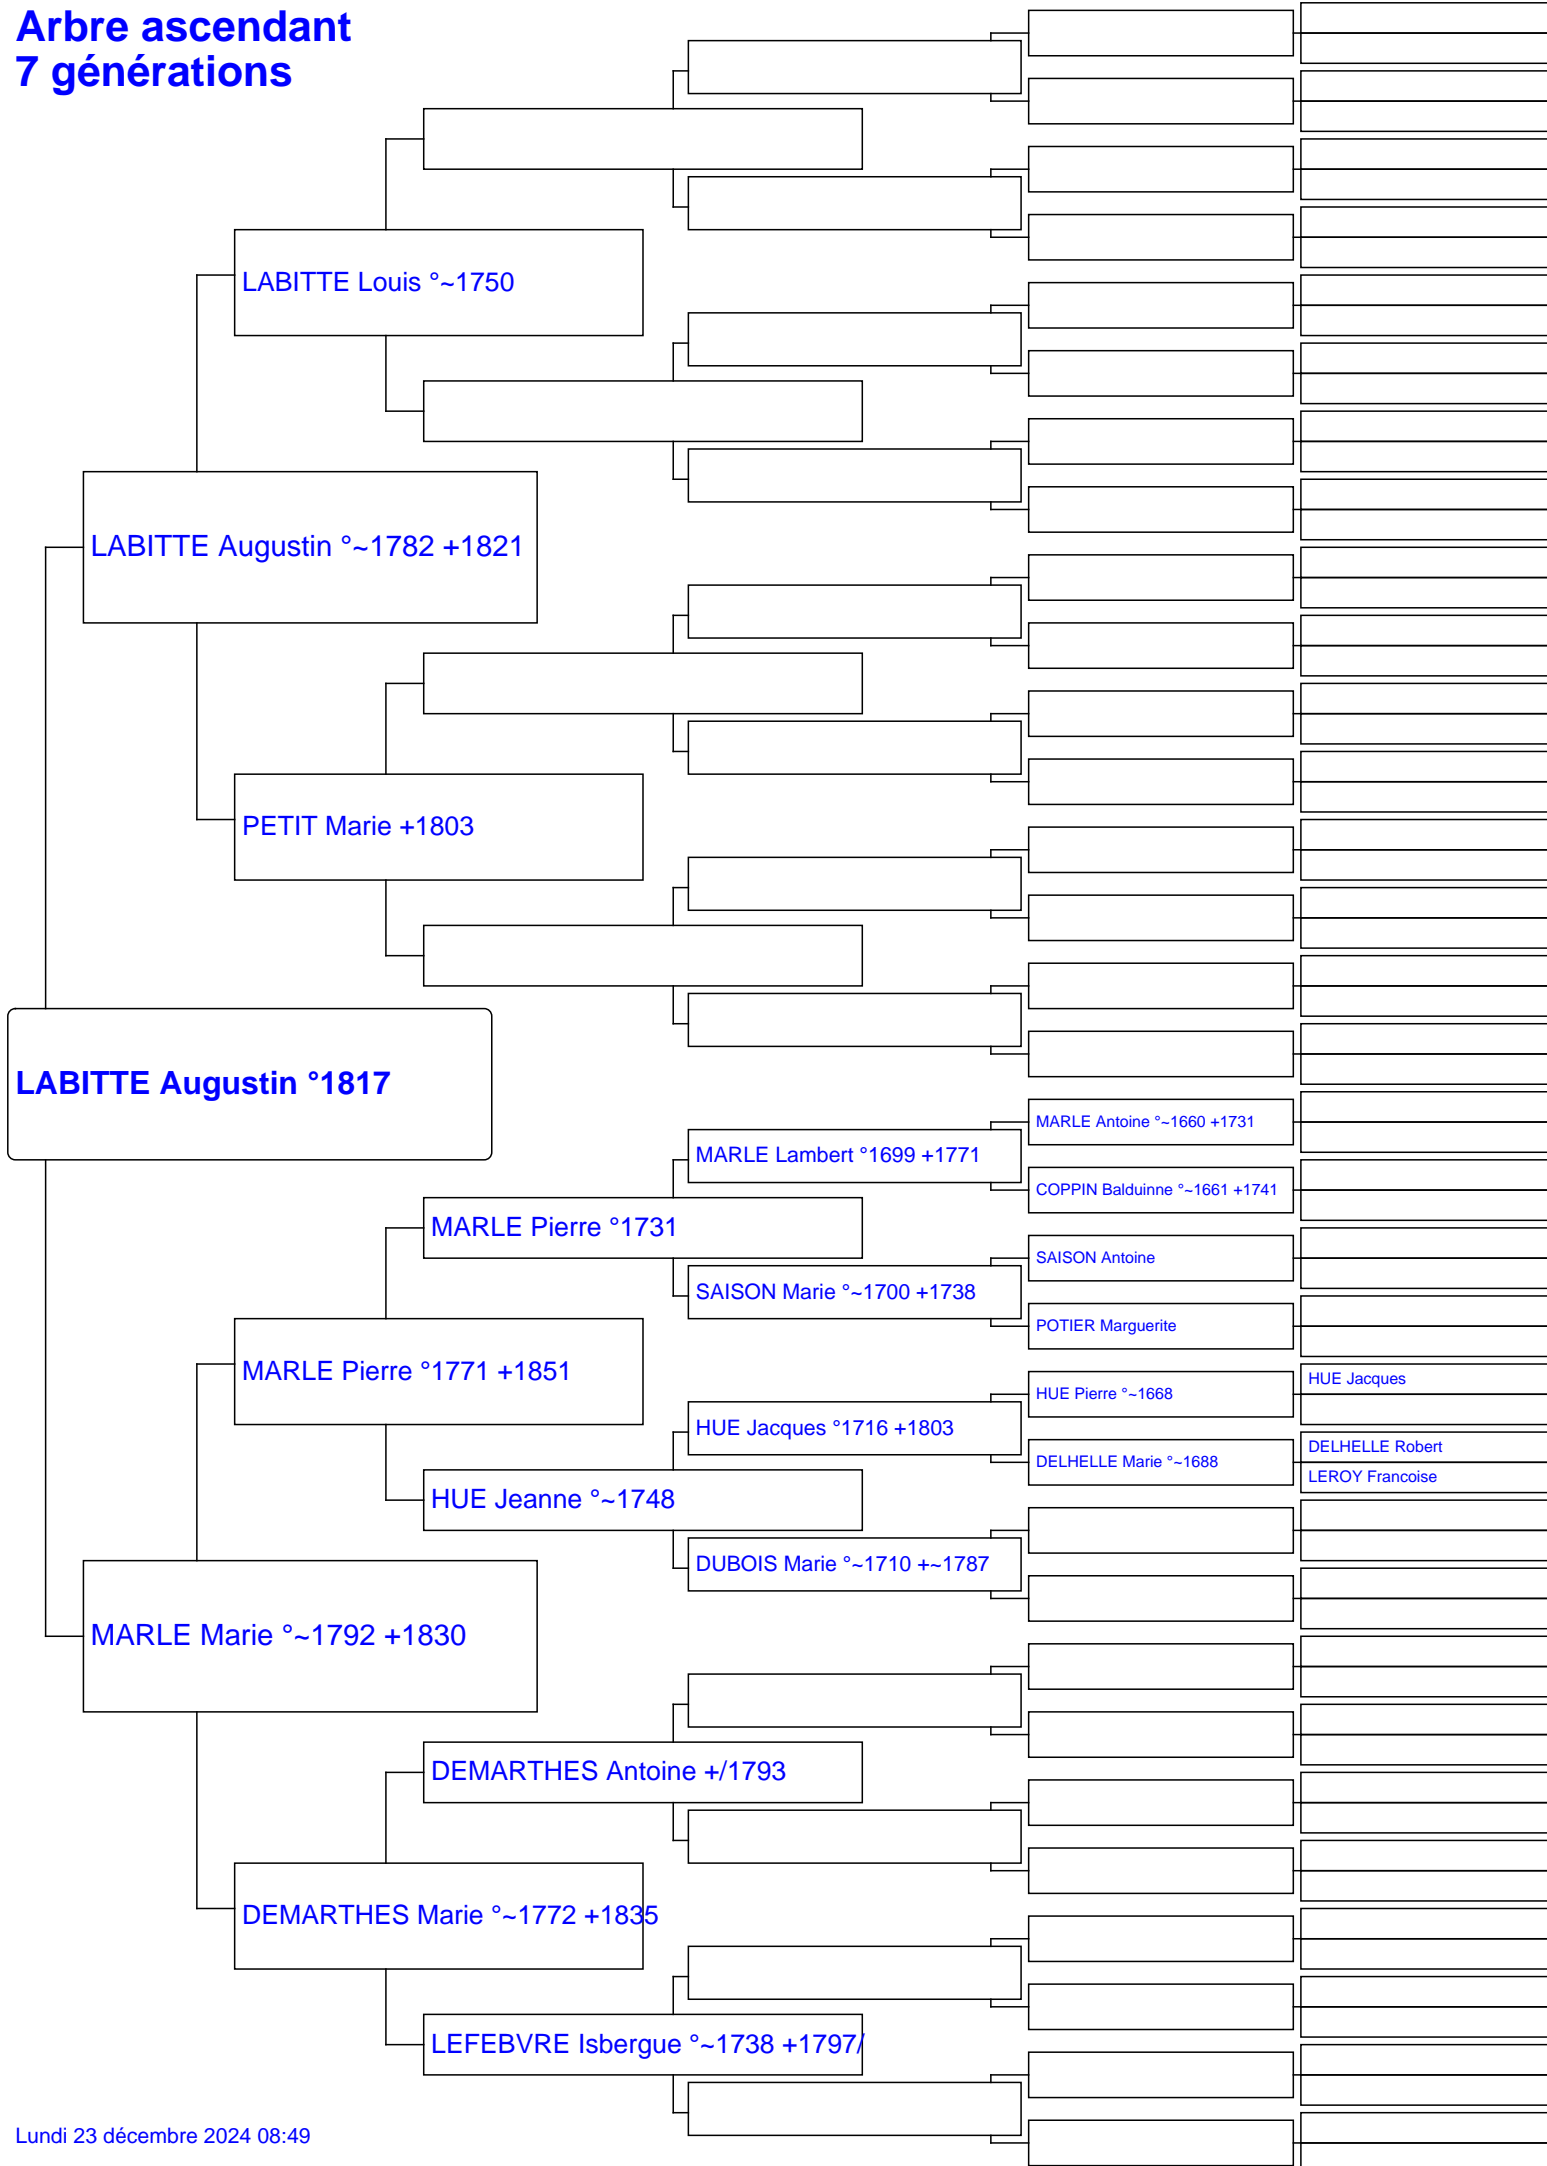 Arbre ascendant
7 générations
LABITTE Louis °~1750
LABITTE Augustin °~1782 +1821
PETIT Marie +1803
LABITTE Augustin °1817
MARLE Antoine °~1660 +1731
MARLE Lambert °1699 +1771
COPPIN Balduinne °~1661 +1741
MARLE Pierre °1731
SAISON Antoine
SAISON Marie °~1700 +1738
POTIER Marguerite
MARLE Pierre °1771 +1851
HUE Jacques
HUE Pierre °~1668
HUE Jacques °1716 +1803
DELHELLE Robert
DELHELLE Marie °~1688
LEROY Francoise
HUE Jeanne °~1748
DUBOIS Marie °~1710 +~1787
MARLE Marie °~1792 +1830
DEMARTHES Antoine +/1793
DEMARTHES Marie °~1772 +1835
LEFEBVRE Isbergue °~1738 +1797/
Lundi 23 décembre 2024 08:49